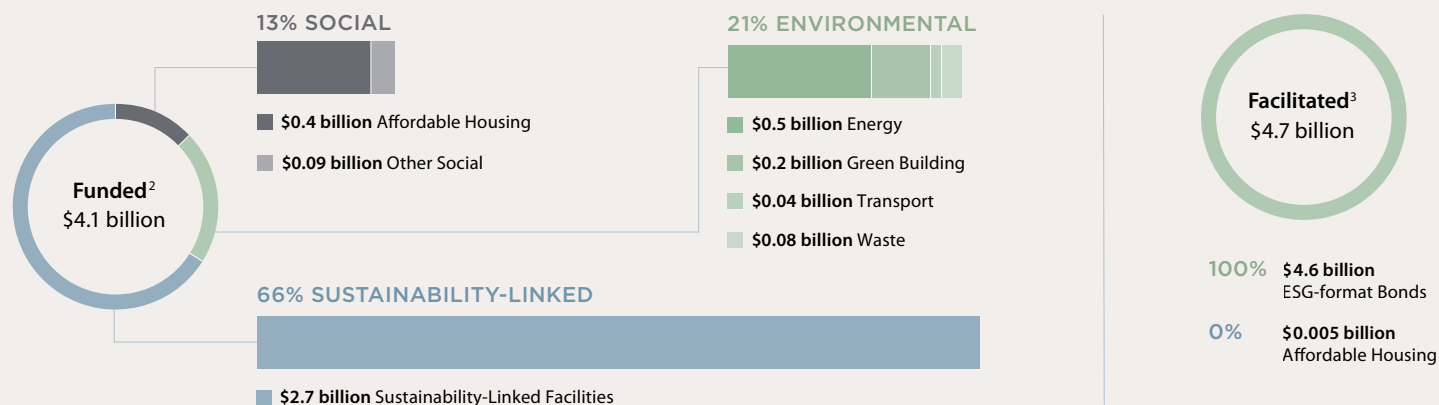 13% SOCIAL
$0.4 billion Affordable Housing
$0.09 billion Other Social
21% ENVIRONMENTAL
$0.5 billion Energy
$0.2 billion Green Building
$0.04 billion Transport
$0.08 billion Waste
Funded2
$4.1 billion
66% SUSTAINABILITY-LINKED
$2.7 billion Sustainability-Linked Facilities
Facilitated3
$4.7 billion
100% $4.6 billion
ESG-format Bonds
0% $0.005 billion
Affordable Housing